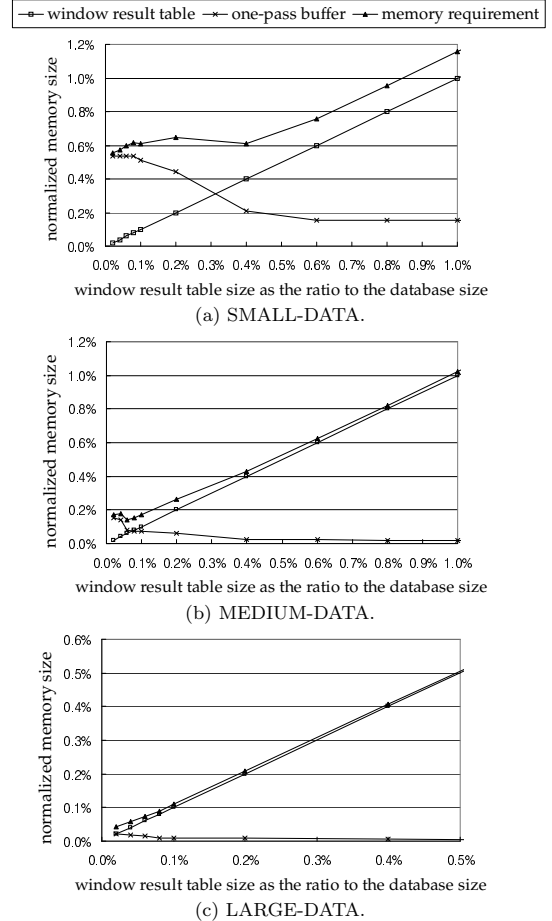 window result table one-pass buffer memory requirement
1.2%
1.0%
0.8%
0.6%
0.4%
0.2%
0.0%
normalized memory size
0.0% 0.1% 0.2% 0.3% 0.4% 0.5% 0.6% 0.7% 0.8% 0.9% 1.0%
window result table size as the ratio to the database size
(a) SMALL-DATA.
1.2%
1.0%
0.8%
0.6%
0.4%
0.2%
0.0%
normalized memory size
0.0% 0.1% 0.2% 0.3% 0.4% 0.5% 0.6% 0.7% 0.8% 0.9% 1.0%
window result table size as the ratio to the database size
(b) MEDIUM-DATA.
0.6%
0.5%
0.3%
0.2%
0.1%
0.0%
normalized memory size
0.0% 0.1% 0.2% 0.3% 0.4% 0.5%
window result table size as the ratio to the database size
(c) LARGE-DATA.